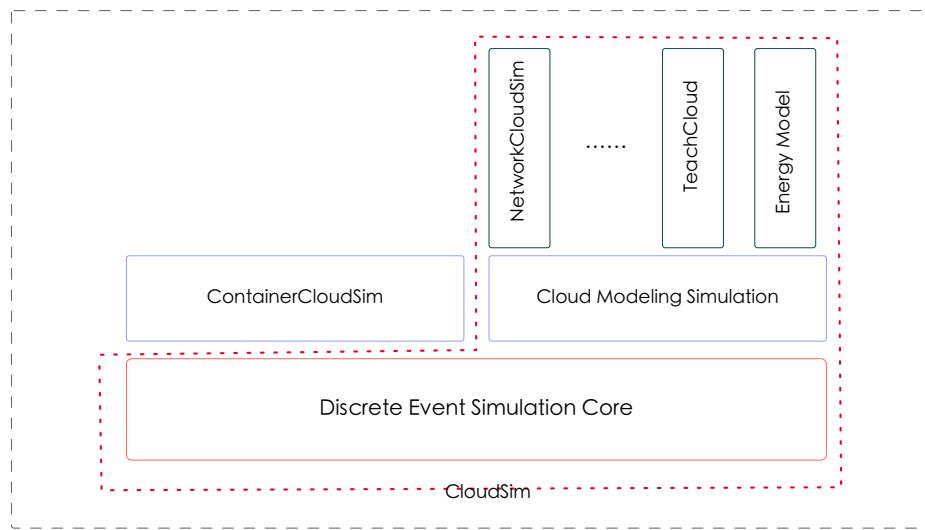 NetworkCloudSim
......
TeachCloud
Energy Model
ContainerCloudSim
Cloud Modeling Simulation
Discrete Event Simulation Core
CloudSim